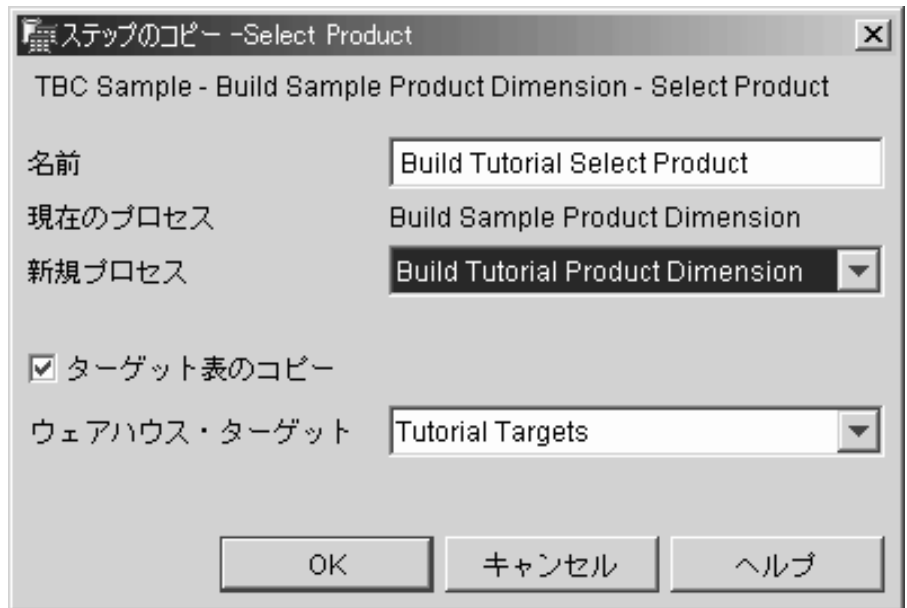 ステップのコピー -Select Product
TBC Sample - Build Sample Product Dimension - Select Product
名前 Build Tutorial Select Product
現在のプロセス Build Sample Product Dimension
新規プロセス Build Tutorial Product Dimension
ターゲット表のコピー
ウェアハウス・ターゲット Tutorial Targets
OK キャンセル ヘルプ